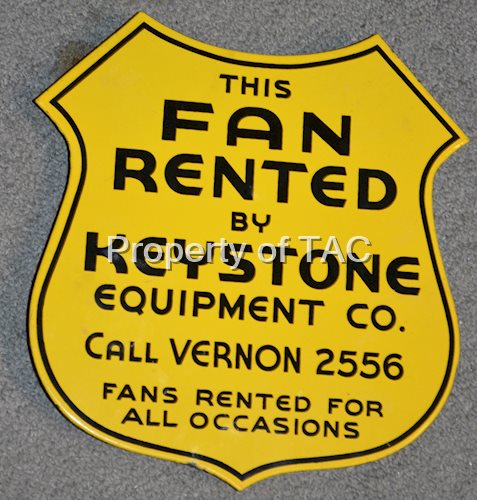 THIS
FAN
RENTED
BY
KEYSTONE
Property of TAC
EQUIPMENT CO.
CALL VERNON 2556
FANS RENTED FOR
ALL OCCASIONS